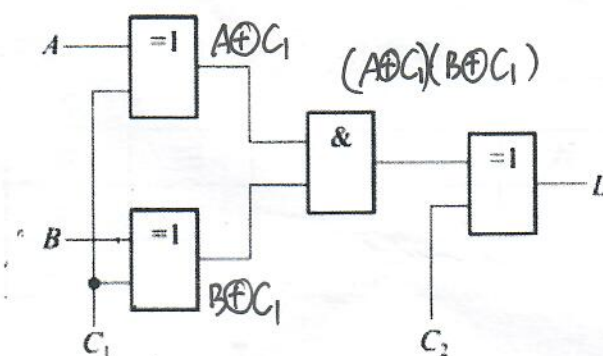 A =1 A⊕C₁
(A⊕C₁)(B⊕C₁)
& =1 L
B =1
B⊕C₁
C₁ C₂